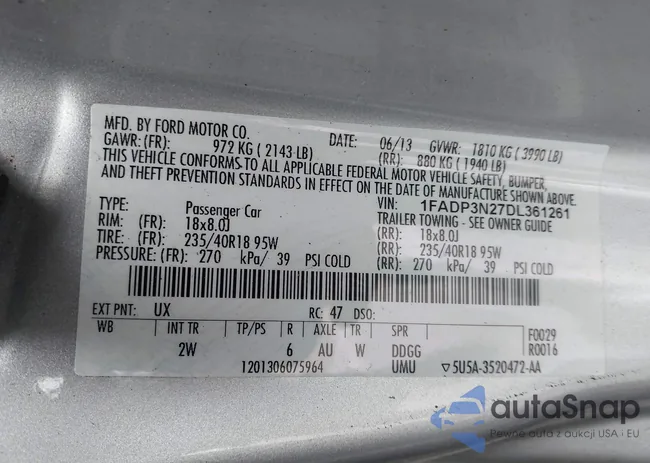 MFD. BY FORD MOTOR CO.
DATE: 06/13 GVWR: 1810 KG ( 3990 LB)
GAWR: (FR): 972 KG ( 2143 LB) (RR): 880 KG ( 1940 LB)
THIS VEHICLE CONFORMS TO ALL APPLICABLE FEDERAL MOTOR VEHICLE SAFETY, BUMPER,
AND THEFT PREVENTION STANDARDS IN EFFECT ON THE DATE OF MANUFACTURE SHOWN ABOVE.
VIN: 1FADP3N27DL361261
TYPE: Passenger Car TRAILER TOWING - SEE OWNER GUIDE
RIM: (FR) 18x8.0J (RR): 18x8.0J
TIRE: (FR) 235/40R18 95W (RR): 235/40R18 95W
PRESSURE: (FR) 270 kPa/ 39 PSI COLD (RR): 270 kPa/ 39 PSI COLD
EXT PNT: UX RC: 47 DSO:
WB INT TR TP/PS R AXLE TR SPR F0029
2W 6 AU W DDGG R0016
1201306075964 UMU ▽5U5A-3520472-AA
autaSnap
Pewne auta z aukcji USA i EU